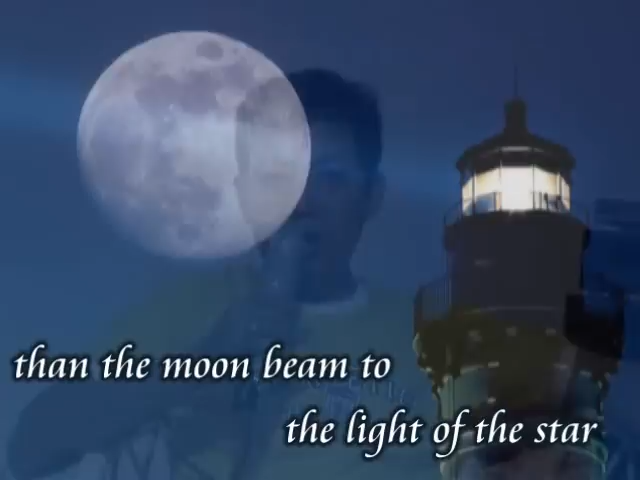 than the moon beam to
the light of the star